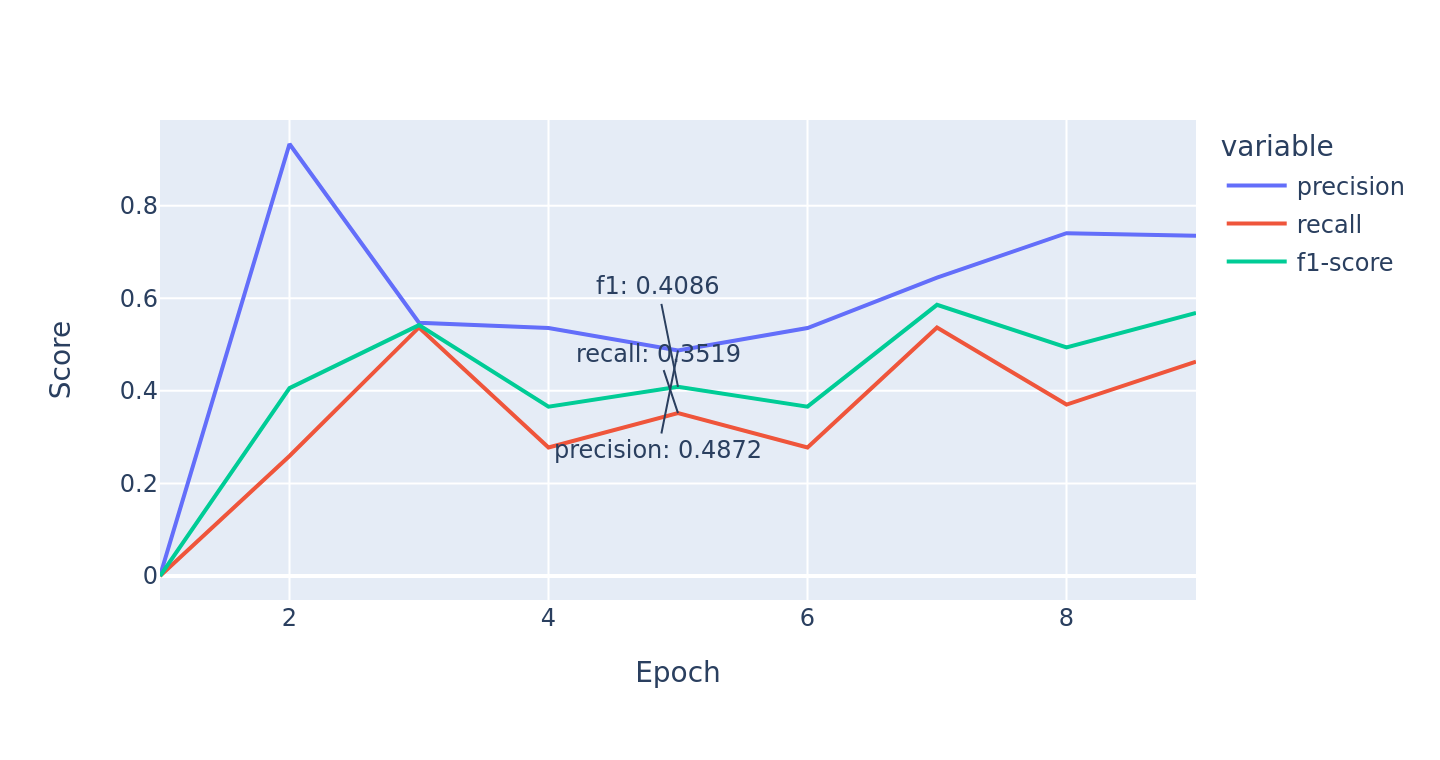 variable
precision
recall
f1-score
Score
0.8
0.6
0.4
0.2
0
f1: 0.4086
recall: 0.3519
precision: 0.4872
2
4
6
8
Epoch